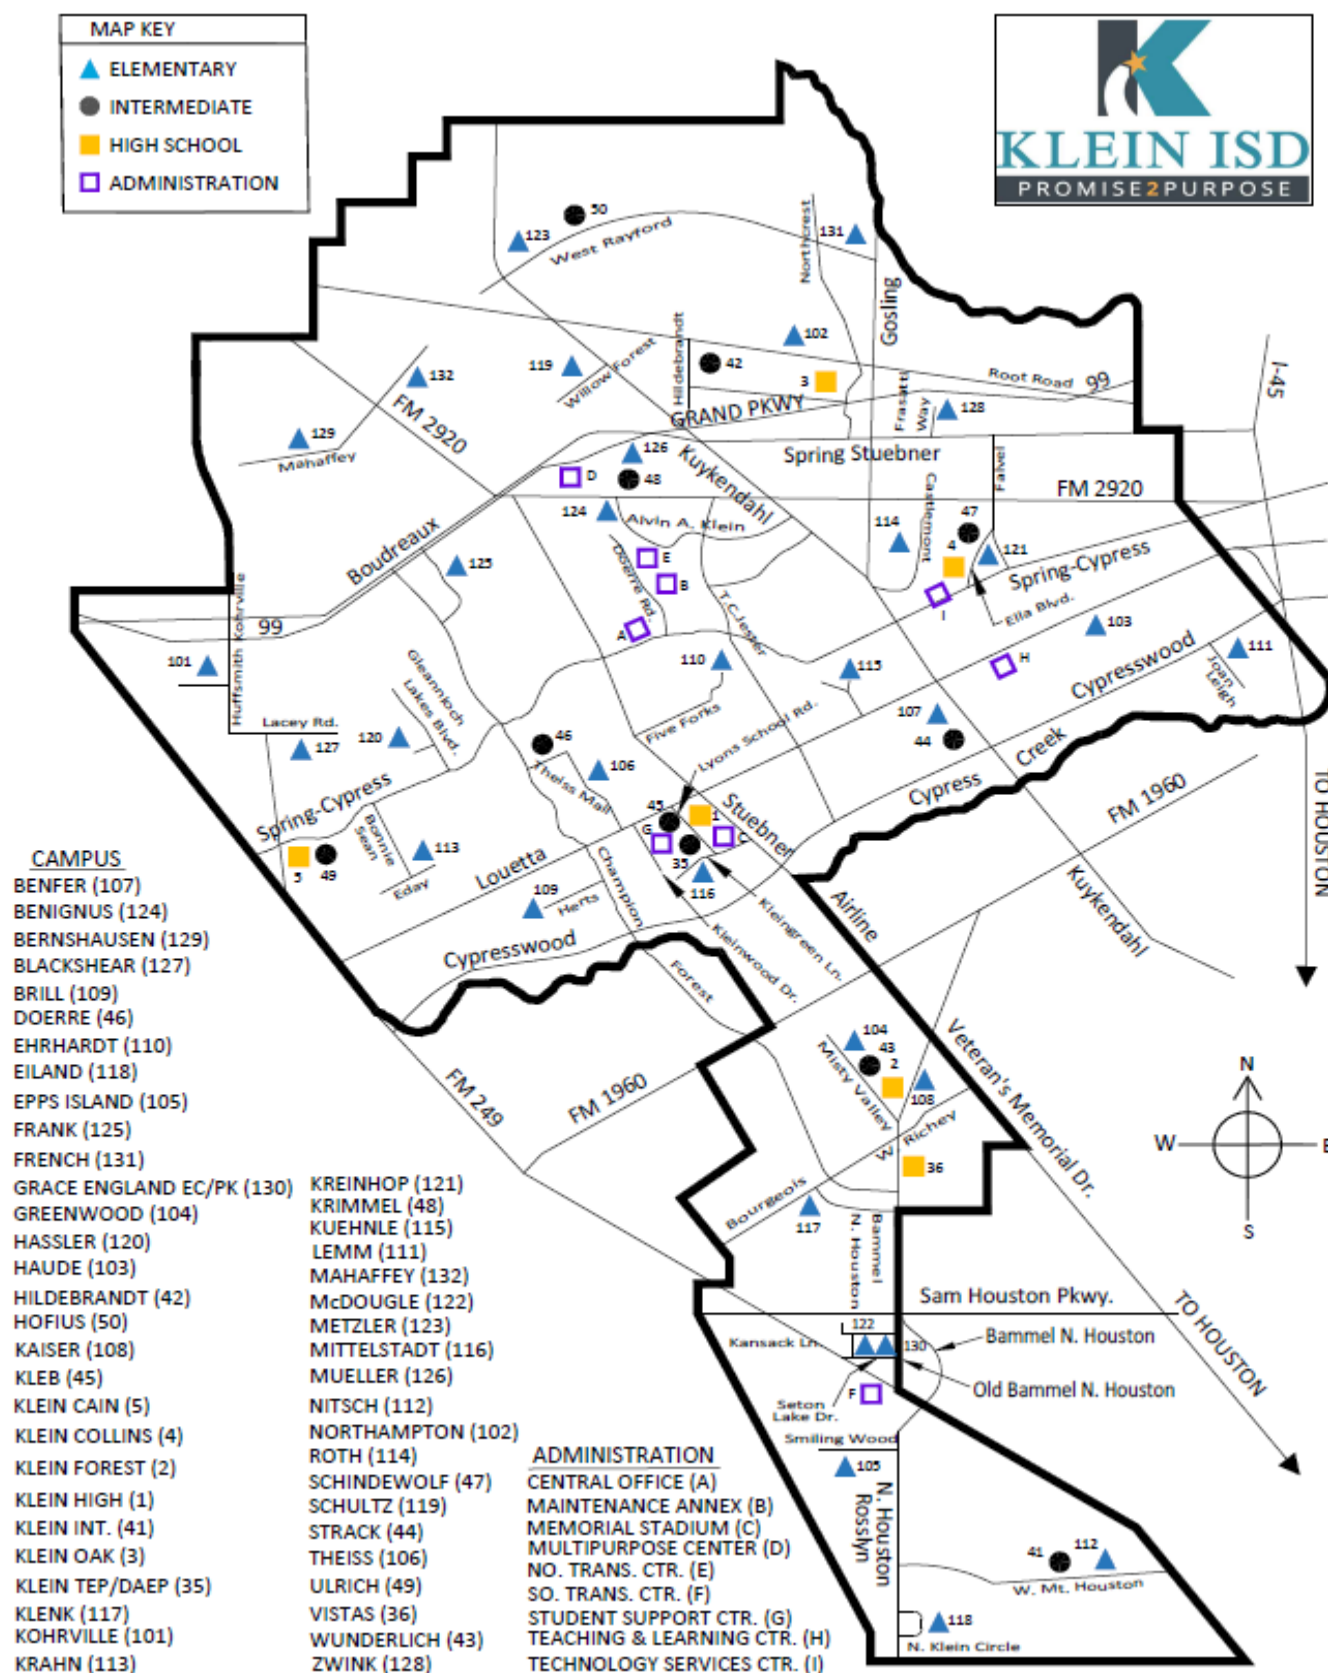 MAP KEY
ELEMENTARY
INTERMEDIATE
HIGH SCHOOL
ADMINISTRATION
KLEIN ISD
PROMISE2PURPOSE
50
123
West Rayford
Northcrest
131
Gosling
102
Hildebrandt
42
3
119
Willow Forest
132
FM 2920
129
Mahaffey
Root Road
99
I-45
GRAND PKWY
Frasatti Way
128
126
Kuykendahl
Spring Stuebner
D
48
Falvel
FM 2920
124
Alvin A. Klein
Castlemont
47
114
4
121
Boudreaux
E
125
Doerre Rd.
B
T.C.Jester
Spring-Cypress
I
Ella Blvd.
Huffsmith Kohrville
99
A
103
101
110
115
H
Cypresswood
111
Joan Leigh
Gleannloch Lakes Blvd.
Lacey Rd.
127
120
46
Five Forks
Lyons School Rd.
107
44
Creek
Theiss Mail
106
Cypress
FM 1960
TO HOUSTON
Spring-Cypress
Bonnie Sean
45
1
Stuebner
G
C
35
5
49
113
Eday
Louetta
Champion
116
Airline
Kuykendahl
109
Herts
Kleingreen Ln.
Cypresswood
Kleinwood Dr.
Forest
FM 249
FM 1960
104
43
2
Misty Valley
108
Veteran's Memorial Dr.
W. Richey
36
Bourgeois
117
Bammel
N. Houston
N
W
E
S
Sam Houston Pkwy.
TO HOUSTON
122
Kansack Ln
130
Bammel N. Houston
F
Old Bammel N. Houston
Seton
Lake Dr.
Smiling Wood
105
N. Houston
Rosslyn
41
112
W. Mt. Houston
118
N. Klein Circle
CAMPUS
BENFER (107)
BENIGNUS (124)
BERNSHAUSEN (129)
BLACKSHEAR (127)
BRILL (109)
DOERRE (46)
EHRHARDT (110)
EILAND (118)
EPPS ISLAND (105)
FRANK (125)
FRENCH (131)
GRACE ENGLAND EC/PK (130)
GREENWOOD (104)
HASSLER (120)
HAUDE (103)
HILDEBRANDT (42)
HOFIUS (50)
KAISER (108)
KLEB (45)
KLEIN CAIN (5)
KLEIN COLLINS (4)
KLEIN FOREST (2)
KLEIN HIGH (1)
KLEIN INT. (41)
KLEIN OAK (3)
KLEIN TEP/DAEP (35)
KLENK (117)
KOHRVILLE (101)
KRAHN (113)
KREINHOP (121)
KRIMMEL (48)
KUEHNLE (115)
LEMM (111)
MAHAFFEY (132)
McDOUGLE (122)
METZLER (123)
MITTELSTADT (116)
MUELLER (126)
NITSCH (112)
NORTHAMPTON (102)
ROTH (114)
SCHINDEWOLF (47)
SCHULTZ (119)
STRACK (44)
THEISS (106)
ULRICH (49)
VISTAS (36)
WUNDERLICH (43)
ZWINK (128)
ADMINISTRATION
CENTRAL OFFICE (A)
MAINTENANCE ANNEX (B)
MEMORIAL STADIUM (C)
MULTIPURPOSE CENTER (D)
NO. TRANS. CTR. (E)
SO. TRANS. CTR. (F)
STUDENT SUPPORT CTR. (G)
TEACHING & LEARNING CTR. (H)
TECHNOLOGY SERVICES CTR. (I)